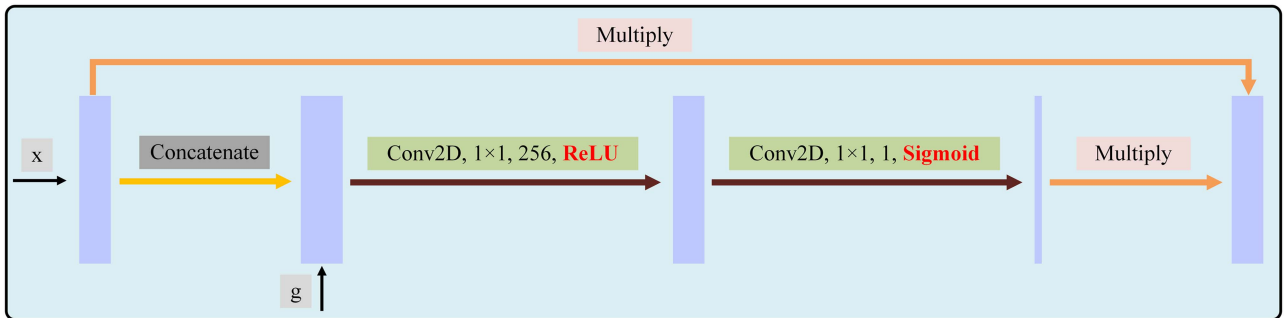 Multiply
x
Concatenate
Conv2D, 1×1, 256, ReLU
Conv2D, 1×1, 1, Sigmoid
Multiply
g